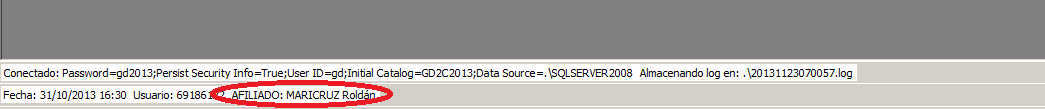 Conectado: Password=gd2013;Persist Security Info=True;User ID=gd;Initial Catalog=GD2C2013;Data Source=.\SQLSERVER2008 Almacenando log en: .\20131123070057.log
Fecha: 31/10/2013 16:30 Usuario: AFILIADO: MARICRUZ Roldán